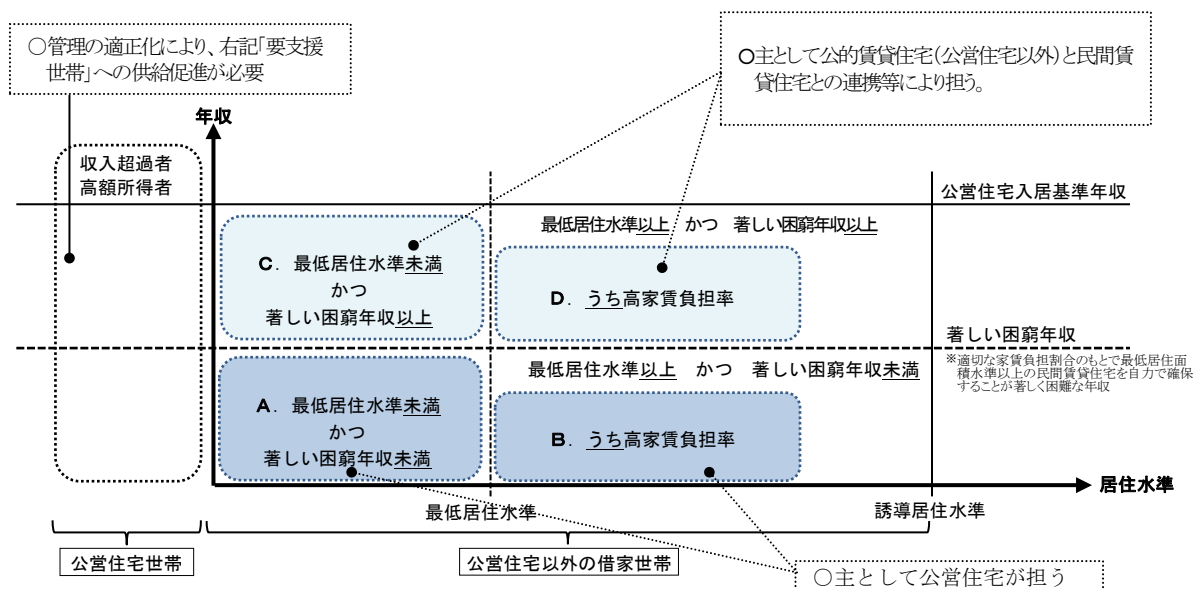 ○管理の適正化により、右記「要支援
世帯」への供給促進が必要
○主として公的賃貸住宅（公営住宅以外）と民間賃
貸住宅との連携等により担う。
年収
収入超過者
高額所得者
公営住宅入居基準年収
最低居住水準以上 かつ 著しい困窮年収以上
C. 最低居住水準未満
かつ
著しい困窮年収以上
D. うち高家賃負担率
著しい困窮年収
※適切な家賃負担割合のもとで最低居住面
積水準以上の民間賃貸住宅を自力で確保
することが著しく困難な年収
最低居住水準以上 かつ 著しい困窮年収未満
A. 最低居住水準未満
かつ
著しい困窮年収未満
B. うち高家賃負担率
居住水準
最低居住水準
誘導居住水準
公営住宅世帯
公営住宅以外の借家世帯
○主として公営住宅が担う